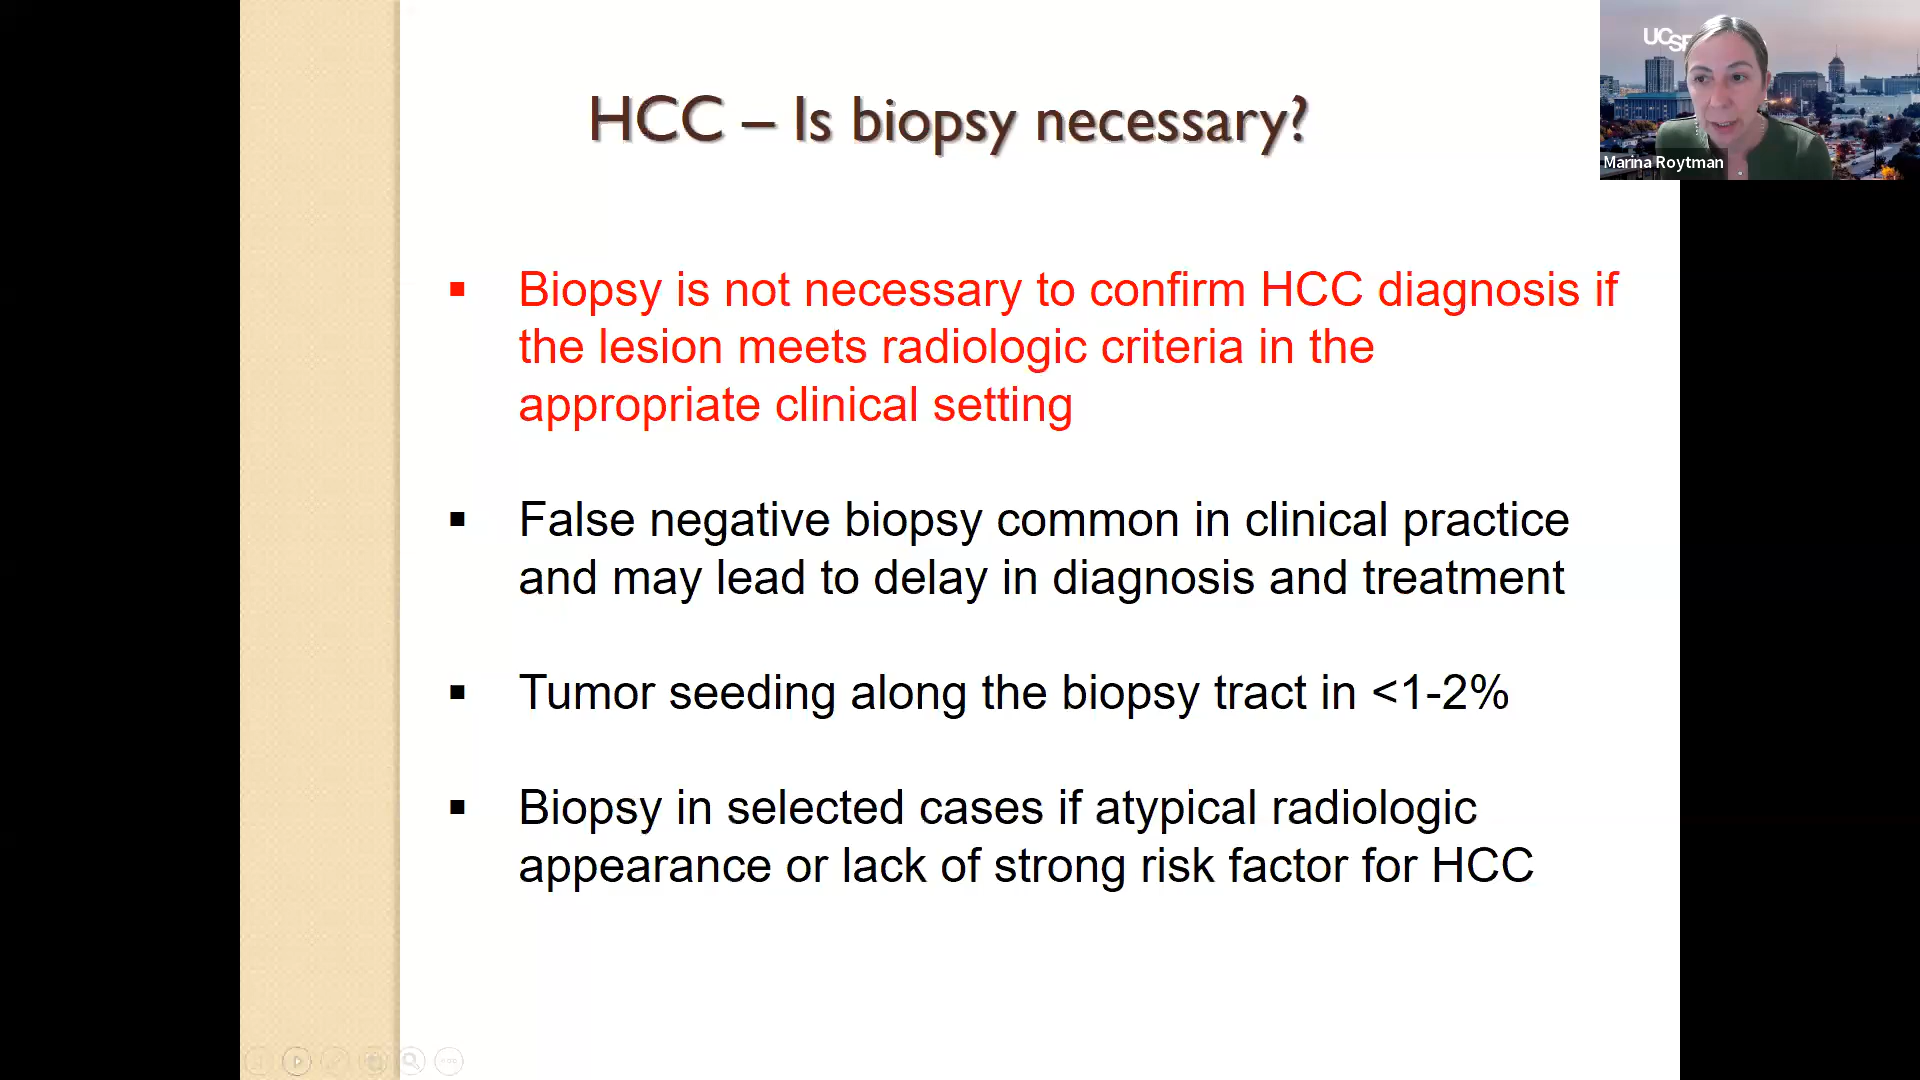 HCC – Is biopsy necessary?
UCSF
Marina Roytman
▪ Biopsy is not necessary to confirm HCC diagnosis if
the lesion meets radiologic criteria in the
appropriate clinical setting
▪ False negative biopsy common in clinical practice
and may lead to delay in diagnosis and treatment
▪ Tumor seeding along the biopsy tract in <1-2%
▪ Biopsy in selected cases if atypical radiologic
appearance or lack of strong risk factor for HCC